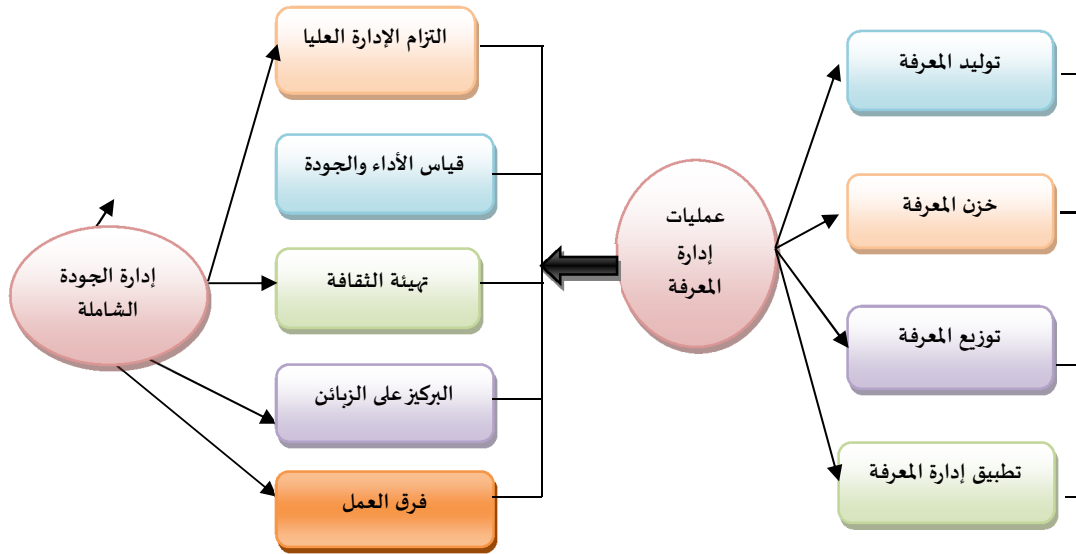 توليد المعرفة
خزن المعرفة
توزيع المعرفة
تطبيق إدارة المعرفة
عمليات
إدارة
المعرفة
التزام الإدارة العليا
قياس الأداء والجودة
تهيئة الثقافة
البركيز على الزبائن
فرق العمل
إدارة الجودة
الشاملة